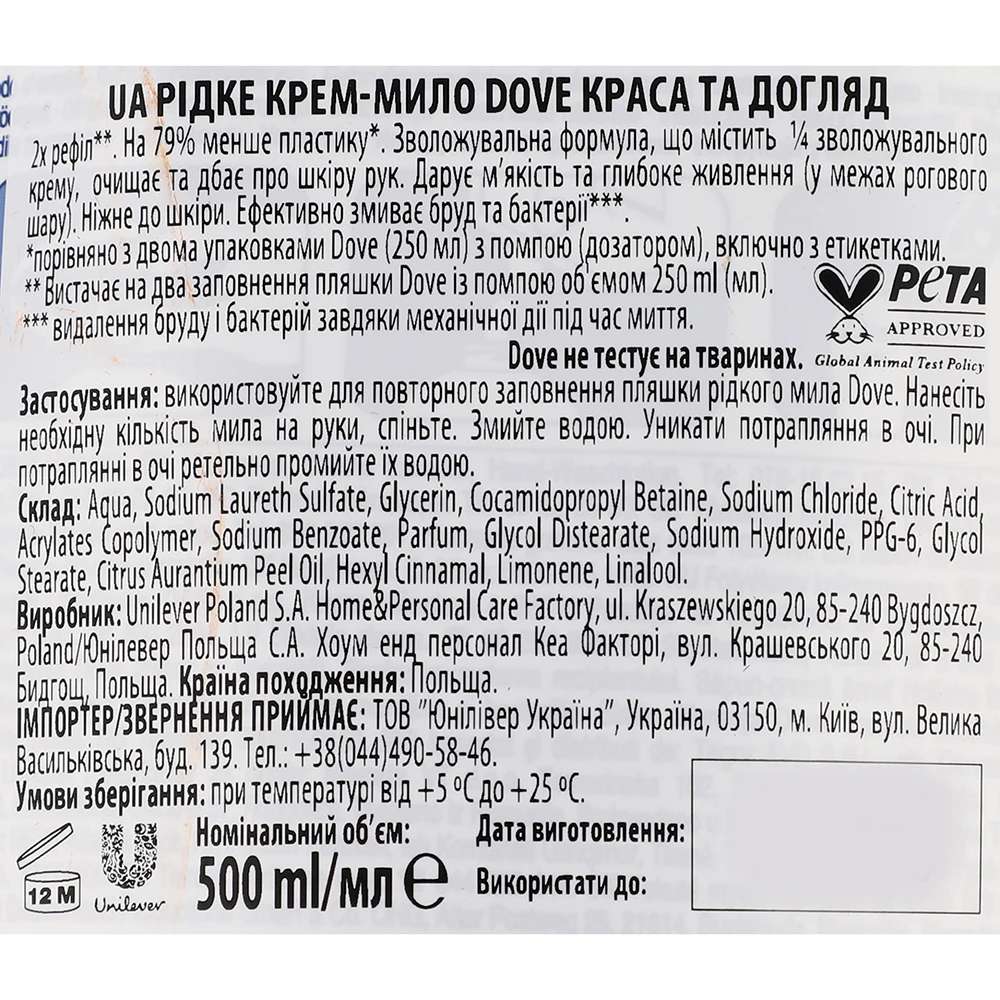 UA РІДКЕ КРЕМ-МИЛО DOVE КРАСА ТА ДОГЛЯД
2х рефіл**. На 79% менше пластику*. Зволожувальна формула, що містить ¼ зволожувального
крему, очищає та дбає про шкіру рук. Дарує м'якість та глибоке живлення (у межах рогового
шару). Ніжне до шкіри. Ефективно змиває бруд та бактерії***.
*порівняно з двома упаковками Dove (250 мл) з помпою (дозатором), включно з етикетками.
**Вистачає на два заповнення пляшки Dove із помпою об'ємом 250 ml (мл).
*** видалення бруду і бактерій завдяки механічної дії під час миття.
PETA
APPROVED
Global Animal Test Policy
Dove не тестує на тваринах.
Застосування: використовуйте для повторного заповнення пляшки рідкого мила Dove. Нанесіть
необхідну кількість мила на руки, спіньте. Змийте водою. Уникати потрапляння в очі. При
потраплянні в очі ретельно промийте їх водою.
Склад: Aqua, Sodium Laureth Sulfate, Glycerin, Cocamidopropyl Betaine, Sodium Chloride, Citric Acid,
Acrylates Copolymer, Sodium Benzoate, Parfum, Glycol Distearate, Sodium Hydroxide, PPG-6, Glycol
Stearate, Citrus Aurantium Peel Oil, Hexyl Cinnamal, Limonene, Linalool.
Виробник: Unilever Poland S.A. Home&Personal Care Factory, ul. Kraszewskiego 20, 85-240 Bygdoszcz,
Poland/Юнілевер Польща С.А. Хоум енд персонал Кеа Факторі, вул. Крашевського 20, 85-240
Бидгощ, Польща. Країна походження: Польща.
ІМПОРТЕР/ЗВЕРНЕННЯ ПРИЙМАЄ: ТОВ "Юнілівер Україна", Україна, 03150, м. Київ, вул. Велика
Васильківська, буд. 139. Тел.: +38(044)490-58-46.
Умови зберігання: при температурі від +5 °C до +25 °C.
12 M
Unilever
Номінальний об'єм:
500 ml/мл e
Дата виготовлення:
Використати до: